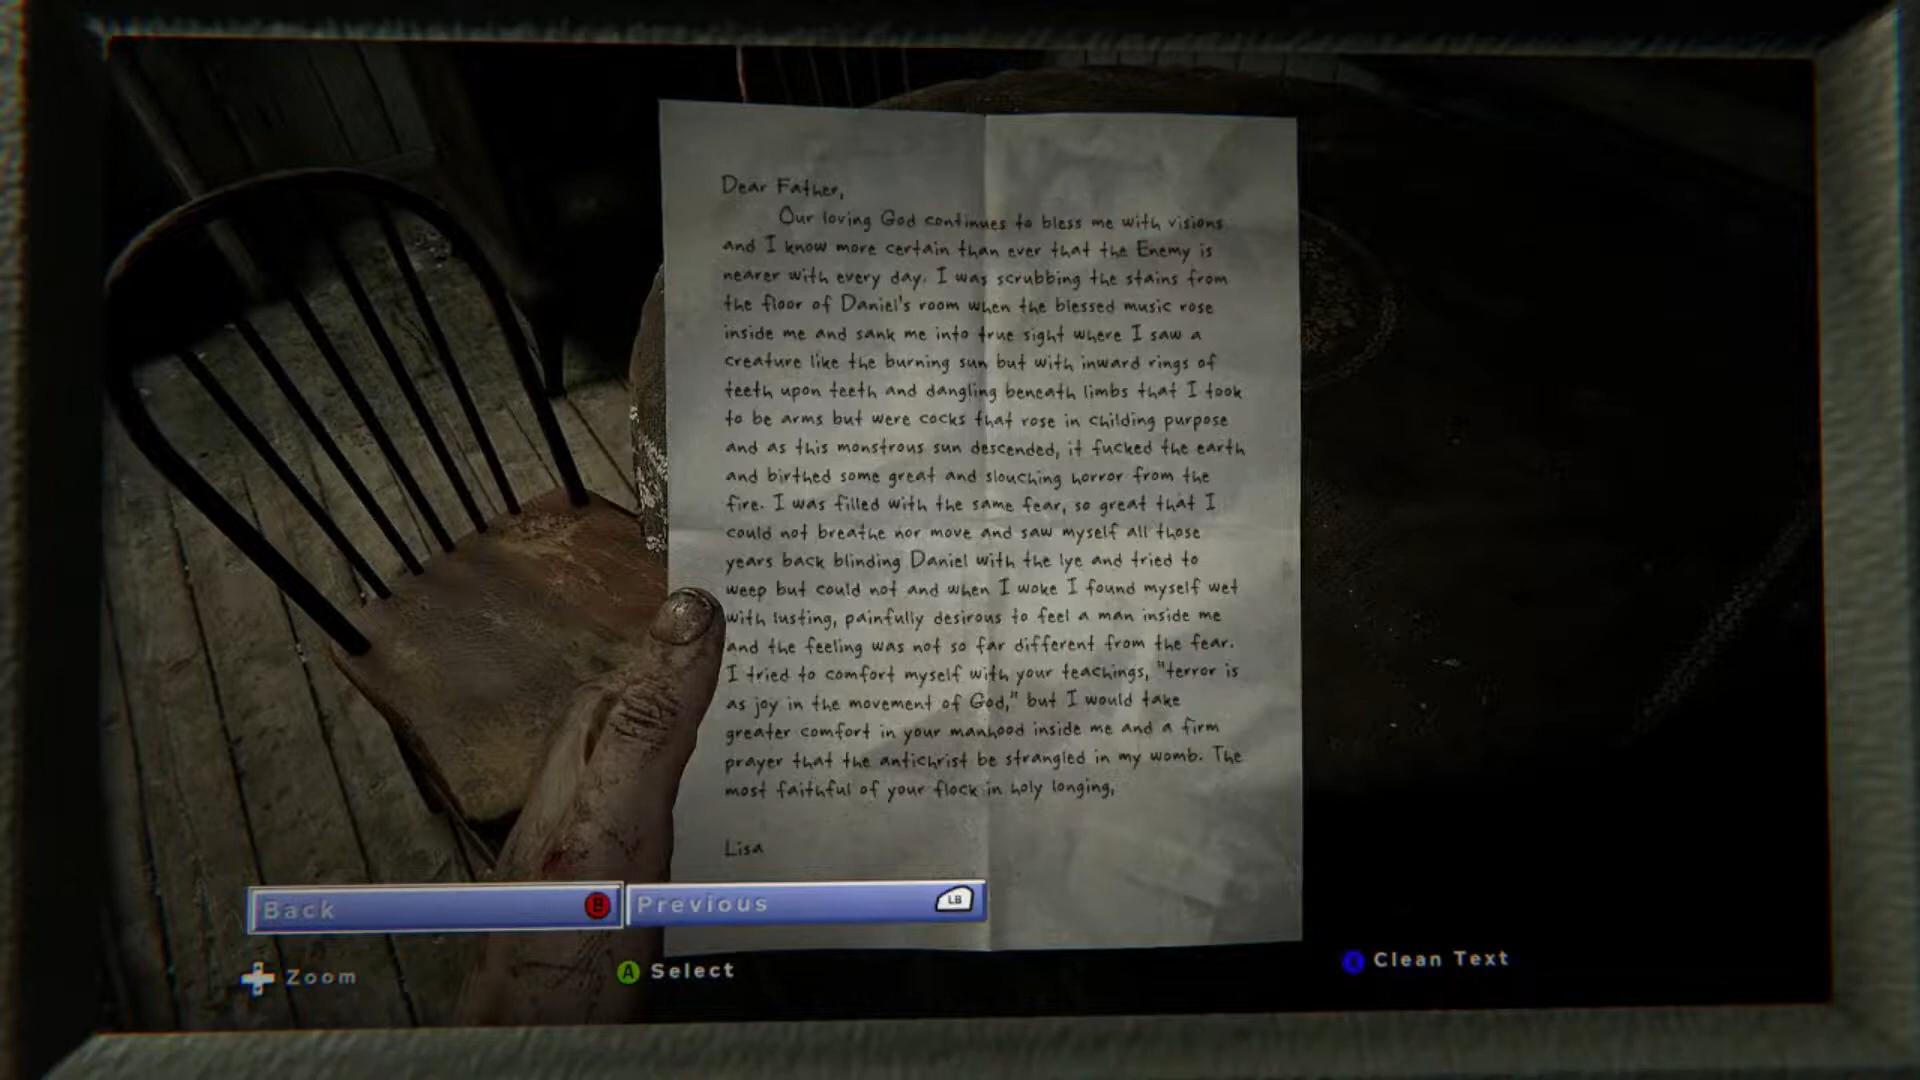 Dear Father,
Our loving God continues to bless me with visions
and I know more certain than ever that the Enemy is
nearer with every day. I was scrubbing the stains from
the floor of Daniel's room when the blessed music rose
inside me and sank me into true sight where I saw a
creature like the burning sun but with inward rings of
teeth upon teeth and dangling beneath limbs that I took
to be arms but were cocks that rose in childing purpose
and as this monstrous sun descended, it fucked the earth
and birthed some great and slouching horror from the
fire. I was filled with the same fear, so great that I
could not breathe nor move and saw myself all those
years back blinding Daniel with the lye and tried to
weep but could not and when I woke I found myself wet
with lusting, painfully desirous to feel a man inside me
and the feeling was not so far different from the fear.
I tried to comfort myself with your teachings, "terror is
as joy in the movement of God," but I would take
greater comfort in your manhood inside me and a firm
prayer that the antichrist be strangled in my womb. The
most faithful of your flock in holy longing,
Lisa
Back B Previous LB
Zoom A Select X Clean Text